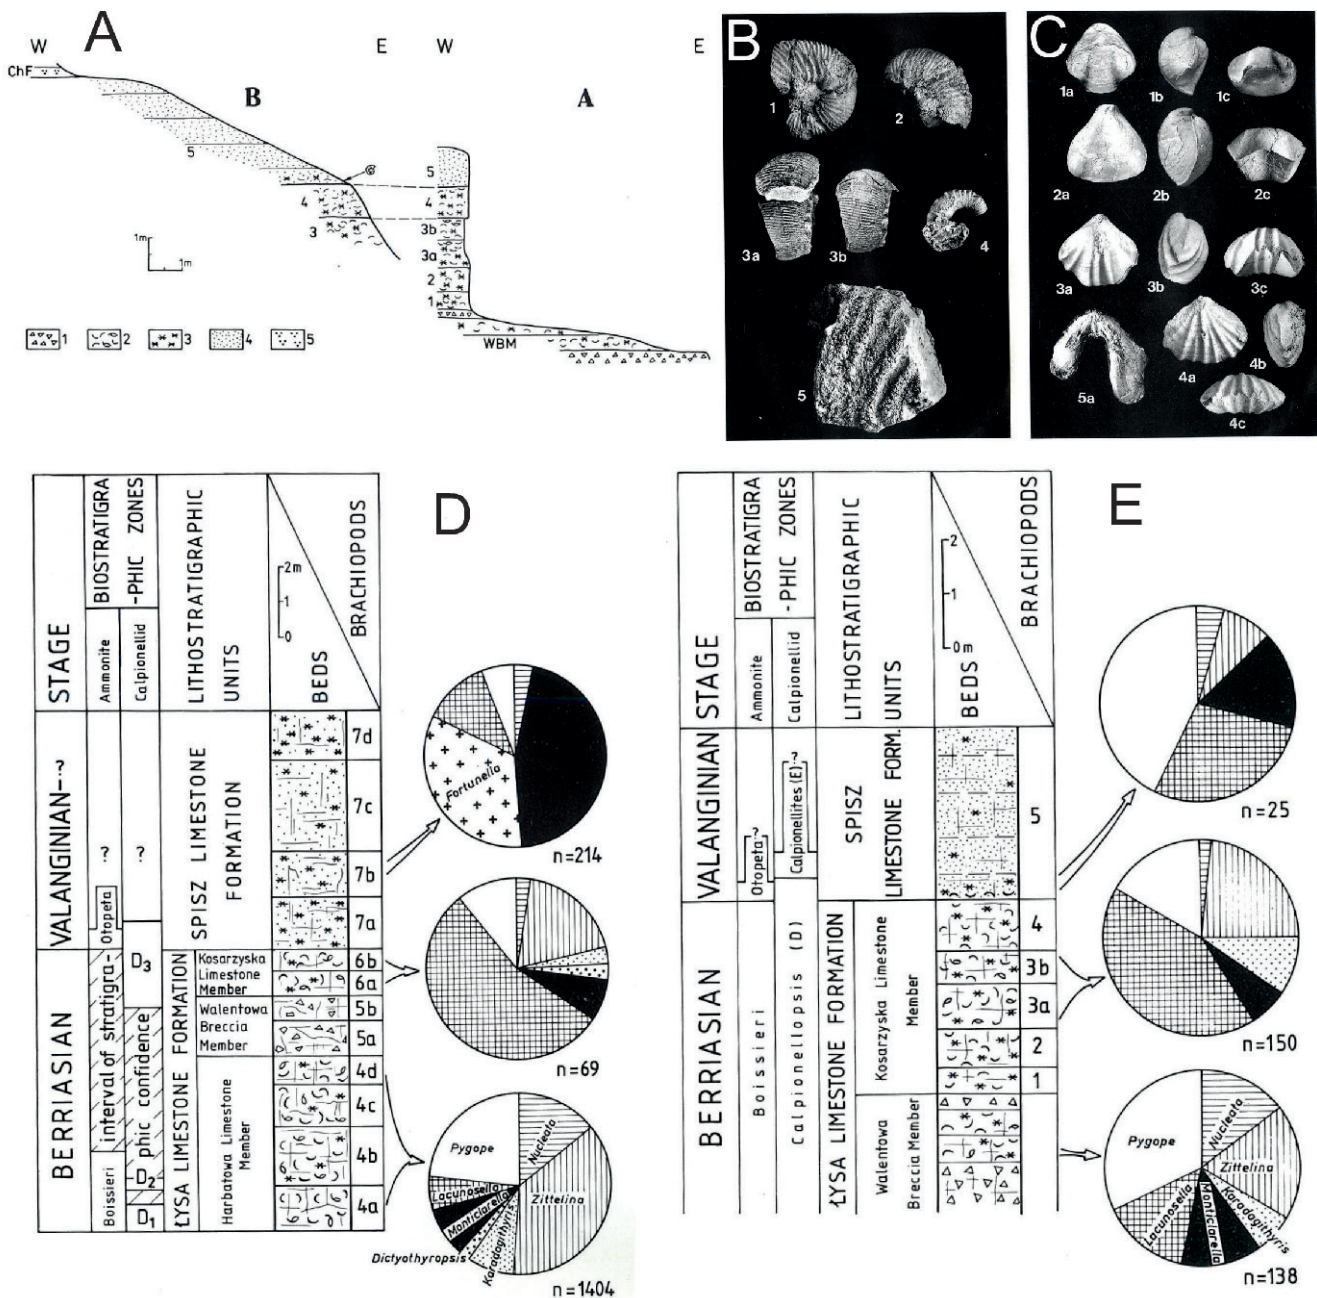 A
W E W E
ChF
B A
5
5
4 4
3 3b
3a
2
1
WBM
1m
1m
1 2 3 4 5
B
1 2
3a 3b 4
5
C
1a 1b 1c
2a 2b 2c
3a 3b 3c
4a 4b
5a
4c
D
STAGE
BIOSTRATIGRA
-PHIC ZONES
Ammonite
Calpionellid
LITHOSTRATIGRAPHIC
UNITS
2m
1
0
BEDS
BRACHIOPODS
VALANGINIAN-?
?
?
Otopeta
SPISZ LIMESTONE
FORMATION
7d
7c
7b
7a
BERRIASIAN
interval of stratigra-
phic confidence
Boissieri
D3
D2
D1
ŁYSA LIMESTONE FORMATION
Kosarzyska
Limestone
Member
Walentowa
Breccia
Member
Harbatowa Limestone
Member
6b
6a
5b
5a
4d
4c
4b
4a
Fortunella
n=214
n=69
Pygope
Nucleata
Zittelina
Lacunosella
Monticlarella
Dictyothyropsis
Karadagithyris
n=1404
E
STAGE
BIOSTRATIGRA
-PHIC ZONES
Ammonite
Calpionellid
LITHOSTRATIGRAPHIC
UNITS
2
1
0m
BEDS
BRACHIOPODS
VALANGINIAN
Otopeta ?
Calpionellites (E) ?
SPISZ
LIMESTONE FORM.
5
BERRIASIAN
Boissieri
Calpionellopsis (D)
ŁYSA LIMESTONE FORMATION
Kosarzyska Limestone
Member
Walentowa
Breccia Member
4
3b
3a
2
1
n=25
n=150
Pygope
Nucleata
Zittelina
Karadagithyris
Monticlarella
Lacunosella
n=138